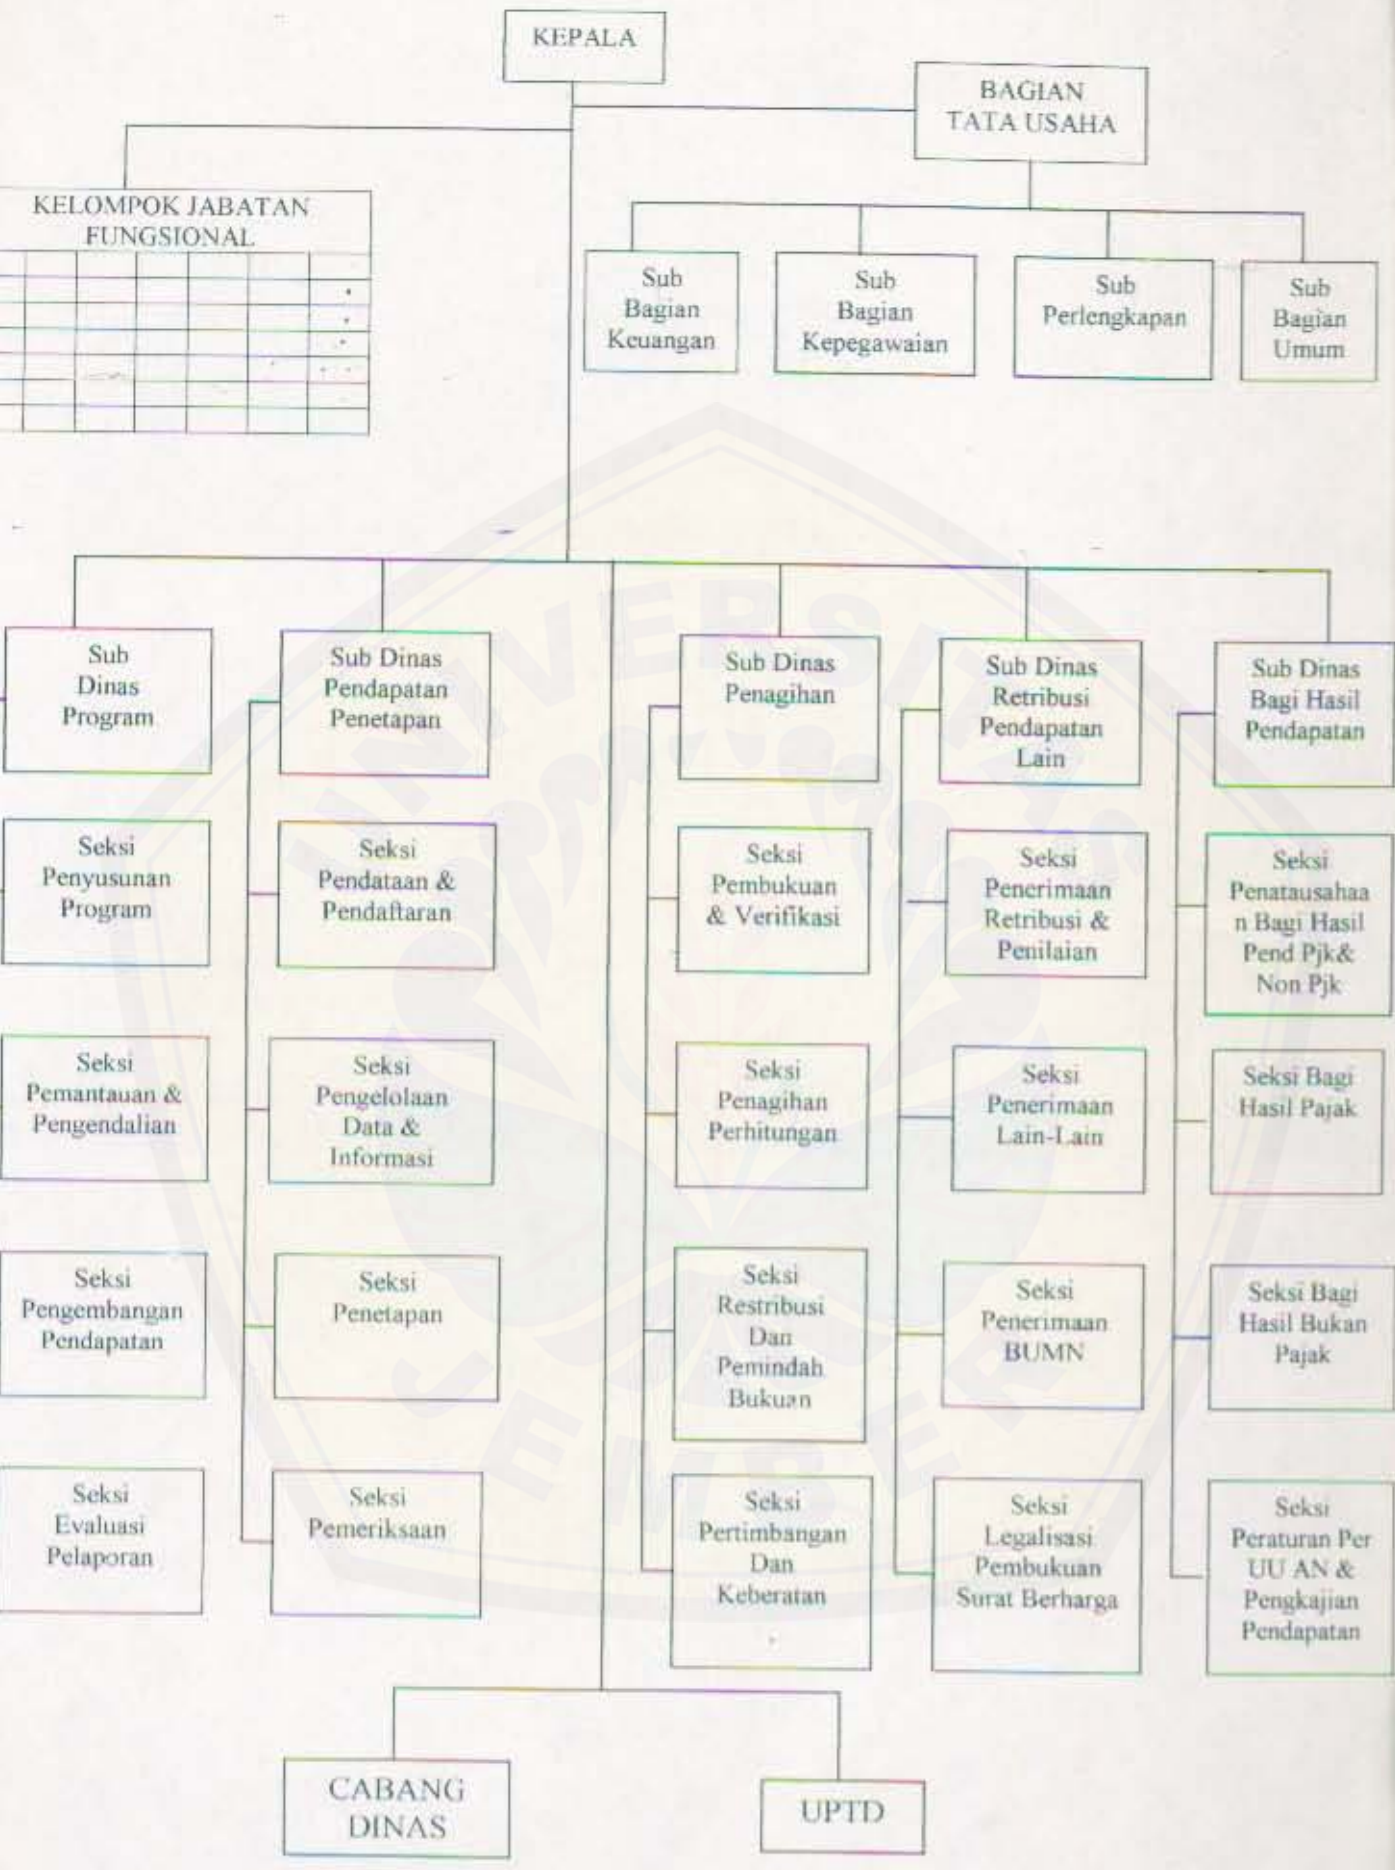 KEPALA
BAGIAN
TATA USAHA
KELOMPOK JABATAN
FUNGSIONAL
Sub
Bagian
Keuangan
Sub
Bagian
Kepegawaian
Sub
Perlengkapan
Sub
Bagian
Umum
Sub
Dinas
Program
Sub Dinas
Pendapatan
Penetapan
Sub Dinas
Penagihan
Sub Dinas
Retribusi
Pendapatan
Lain
Sub Dinas
Bagi Hasil
Pendapatan
Seksi
Penyusunan
Program
Seksi
Pendataan &
Pendaftaran
Seksi
Pembukuan
& Verifikasi
Seksi
Penerimaan
Retribusi &
Penilaian
Seksi
Penatausahaa
n Bagi Hasil
Pend Pjk&
Non Pjk
Seksi
Pemantauan &
Pengendalian
Seksi
Pengelolaan
Data &
Informasi
Seksi
Penagihan
Perhitungan
Seksi
Penerimaan
Lain-Lain
Seksi Bagi
Hasil Pajak
Seksi
Pengembangan
Pendapatan
Seksi
Penetapan
Seksi
Restribusi
Dan
Pemindah
Bukuan
Seksi
Penerimaan
BUMN
Seksi Bagi
Hasil Bukan
Pajak
Seksi
Evaluasi
Pelaporan
Seksi
Pemeriksaan
Seksi
Pertimbangan
Dan
Keberatan
Seksi
Legalisasi
Pembukuan
Surat Berharga
Seksi
Peraturan Per
UU AN &
Pengkajian
Pendapatan
CABANG
DINAS
UPTD
UNIVERSITAS
JEMBER